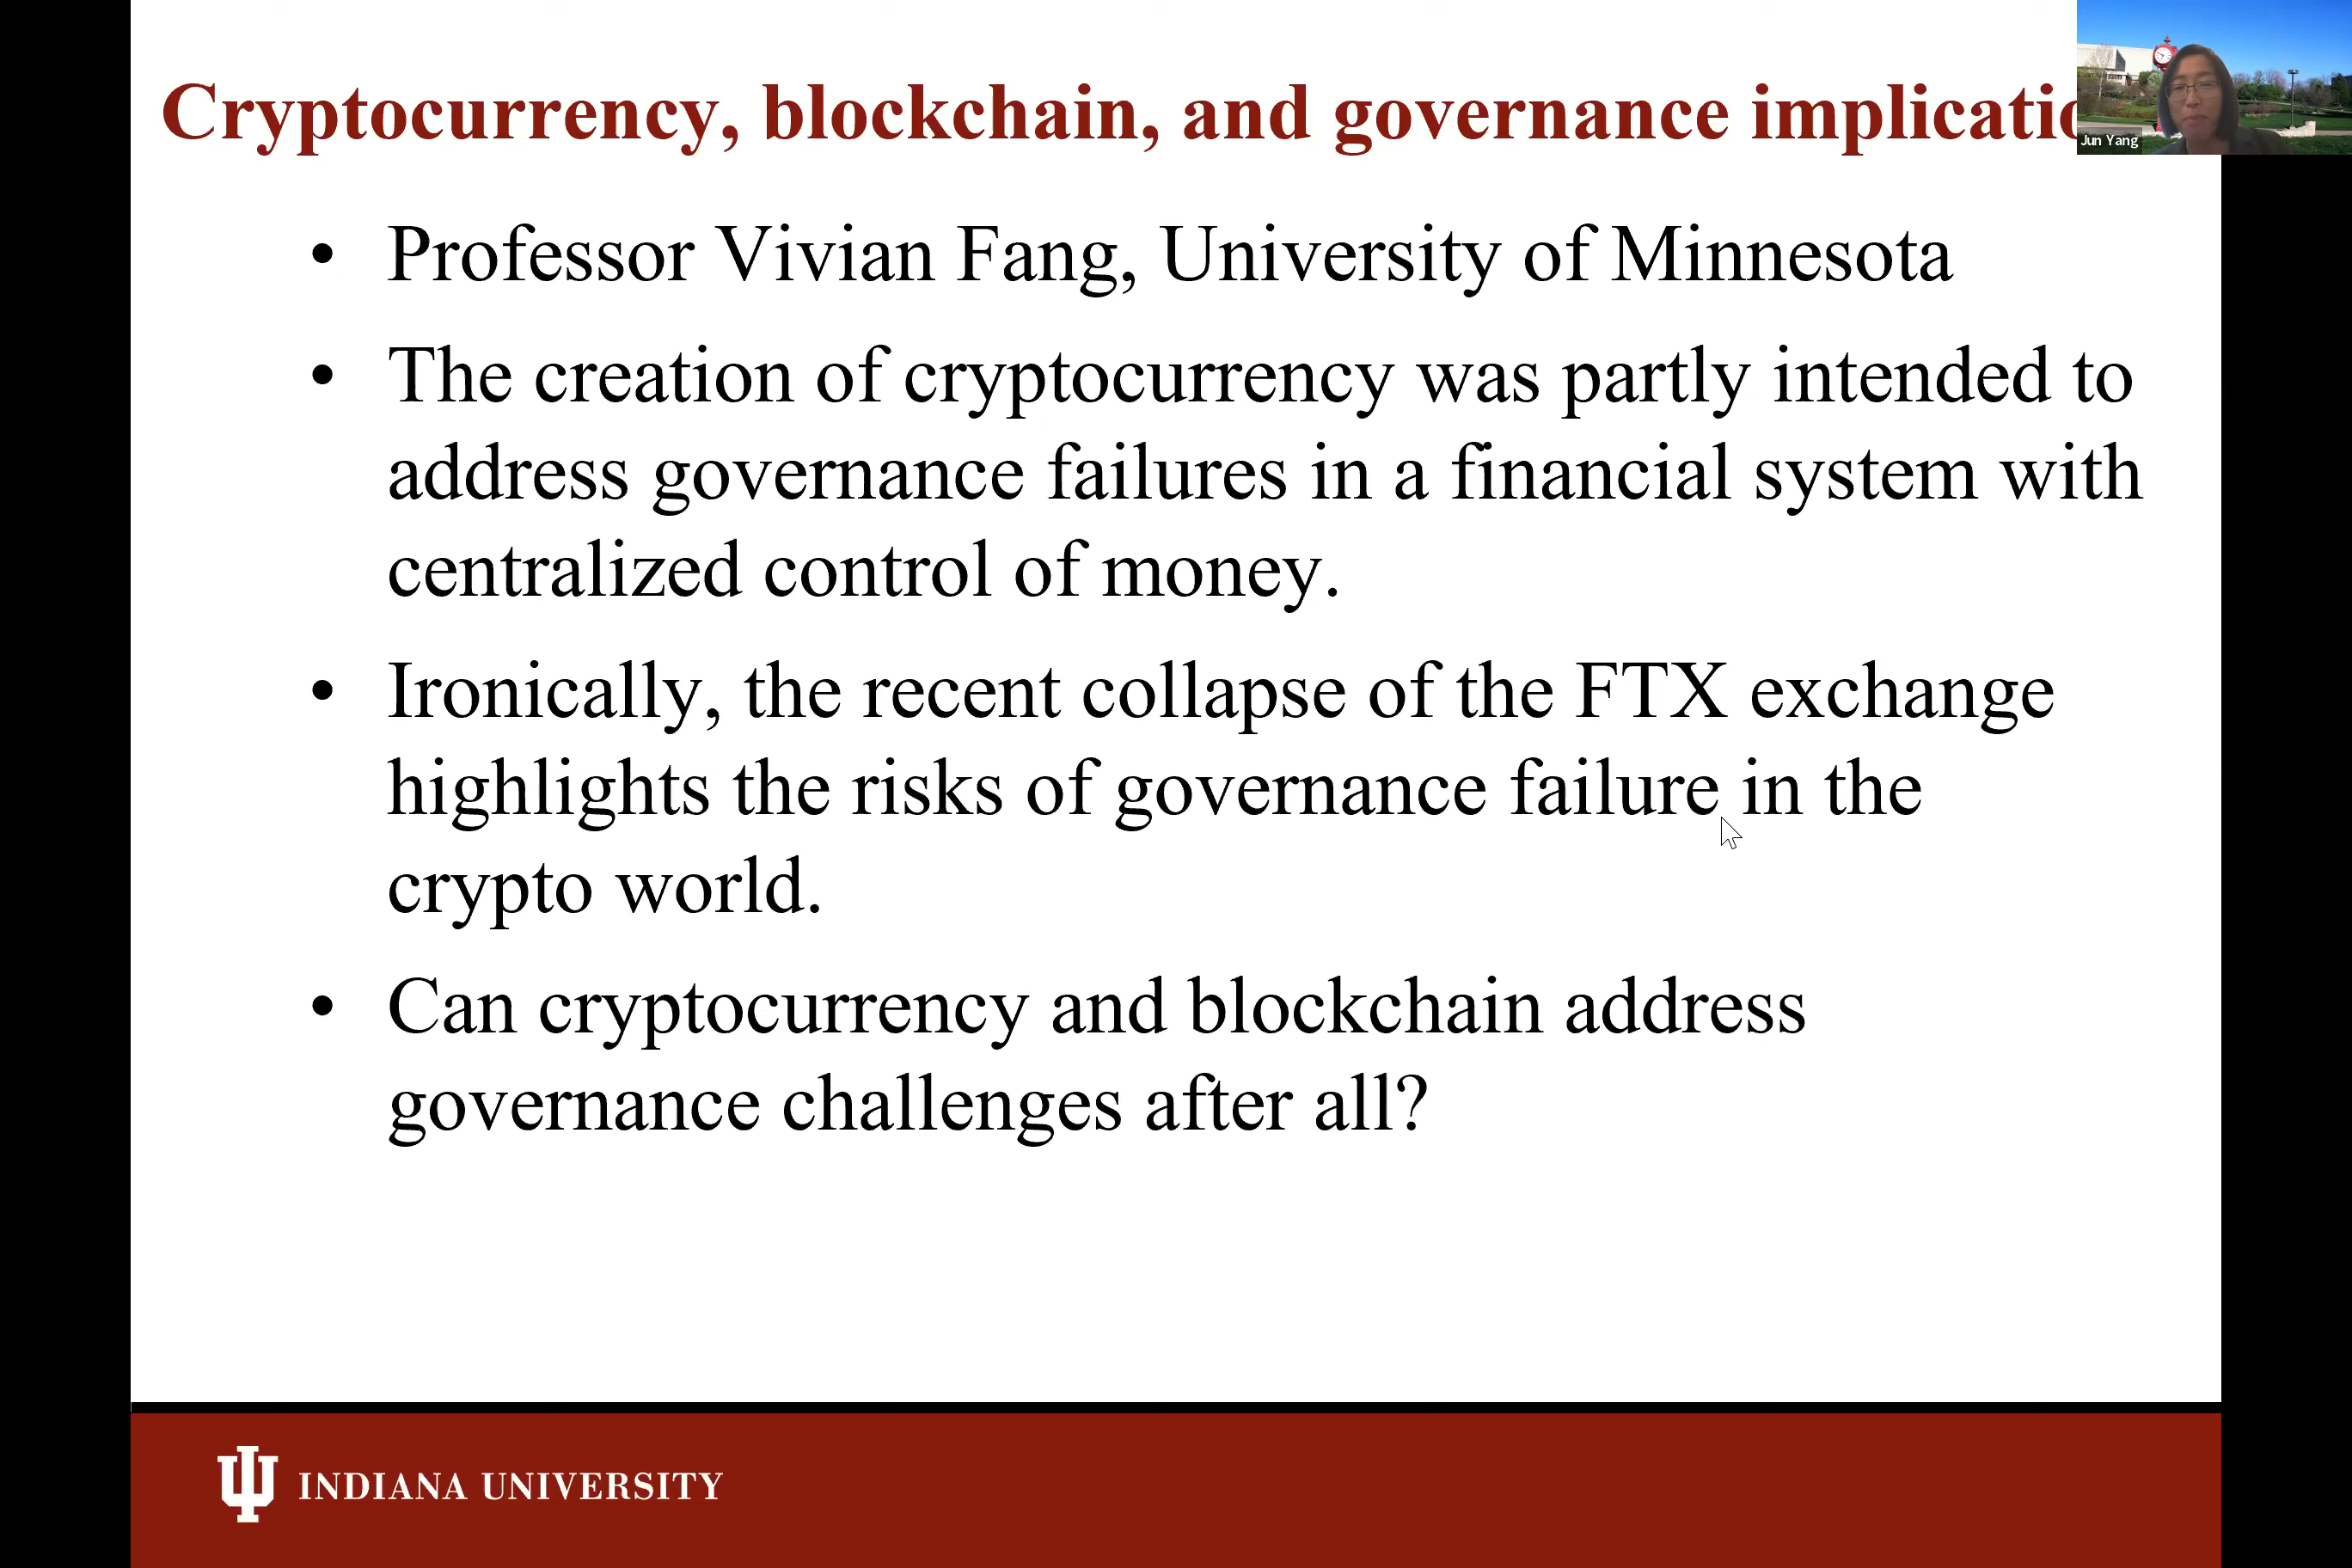 Cryptocurrency, blockchain, and governance implicatio
Jun Yang
• Professor Vivian Fang, University of Minnesota
• The creation of cryptocurrency was partly intended to
address governance failures in a financial system with
centralized control of money.
• Ironically, the recent collapse of the FTX exchange
highlights the risks of governance failure in the
crypto world.
• Can cryptocurrency and blockchain address
governance challenges after all?
INDIANA UNIVERSITY